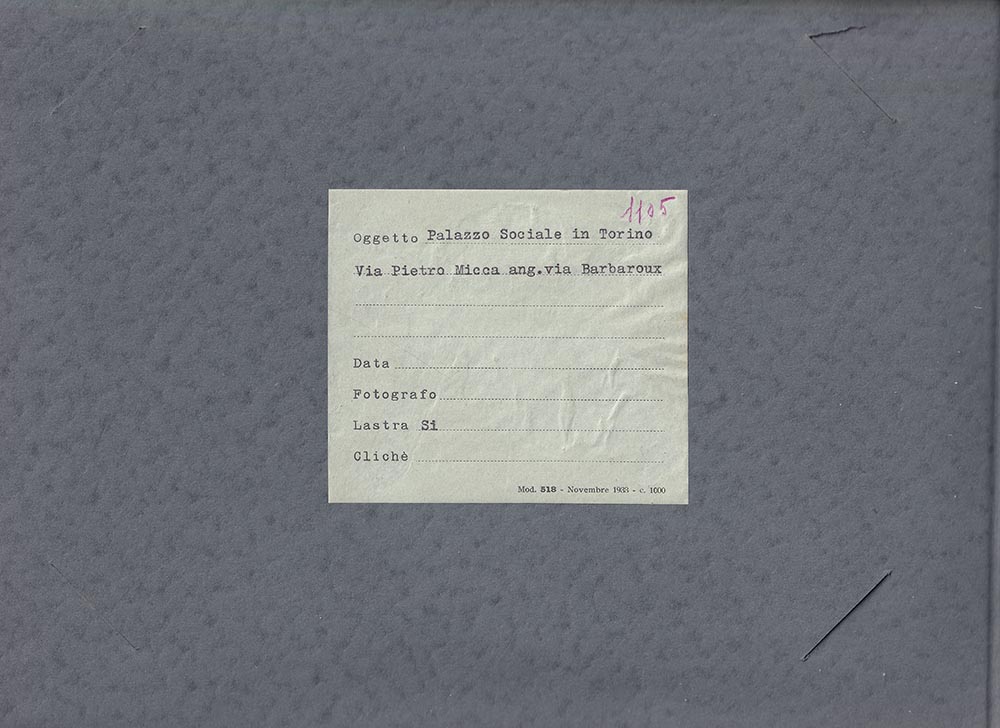 1105
Oggetto Palazzo Sociale in Torino
Via Pietro Micca ang.via Barbaroux
Data
Fotografo
Lastra Si
Clichè
Mod. 518 - Novembre 1933 - c. 1000